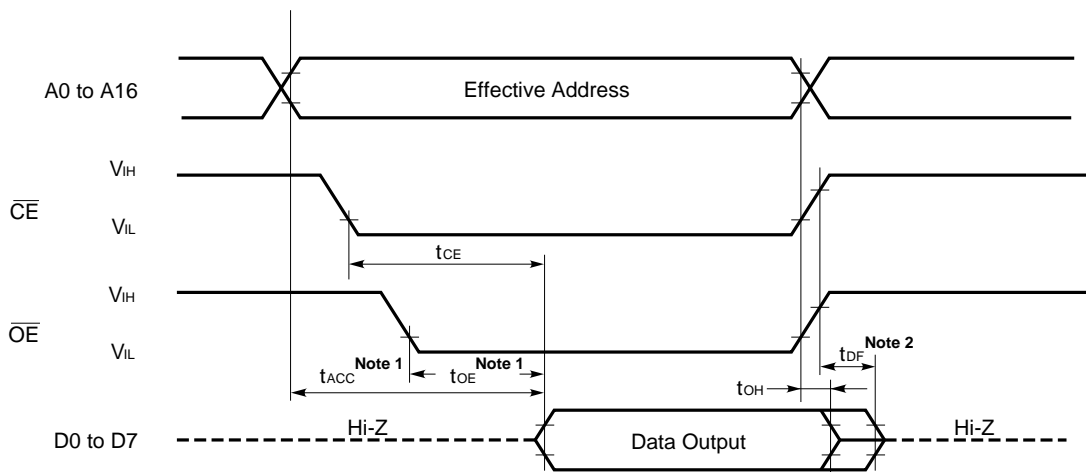 A0 to A16
Effective Address
VIH
CE
VIL
tCE
VIH
OE
VIL
tACC Note 1
tOE Note 1
tDF Note 2
tOH
D0 to D7
Hi-Z
Data Output
Hi-Z